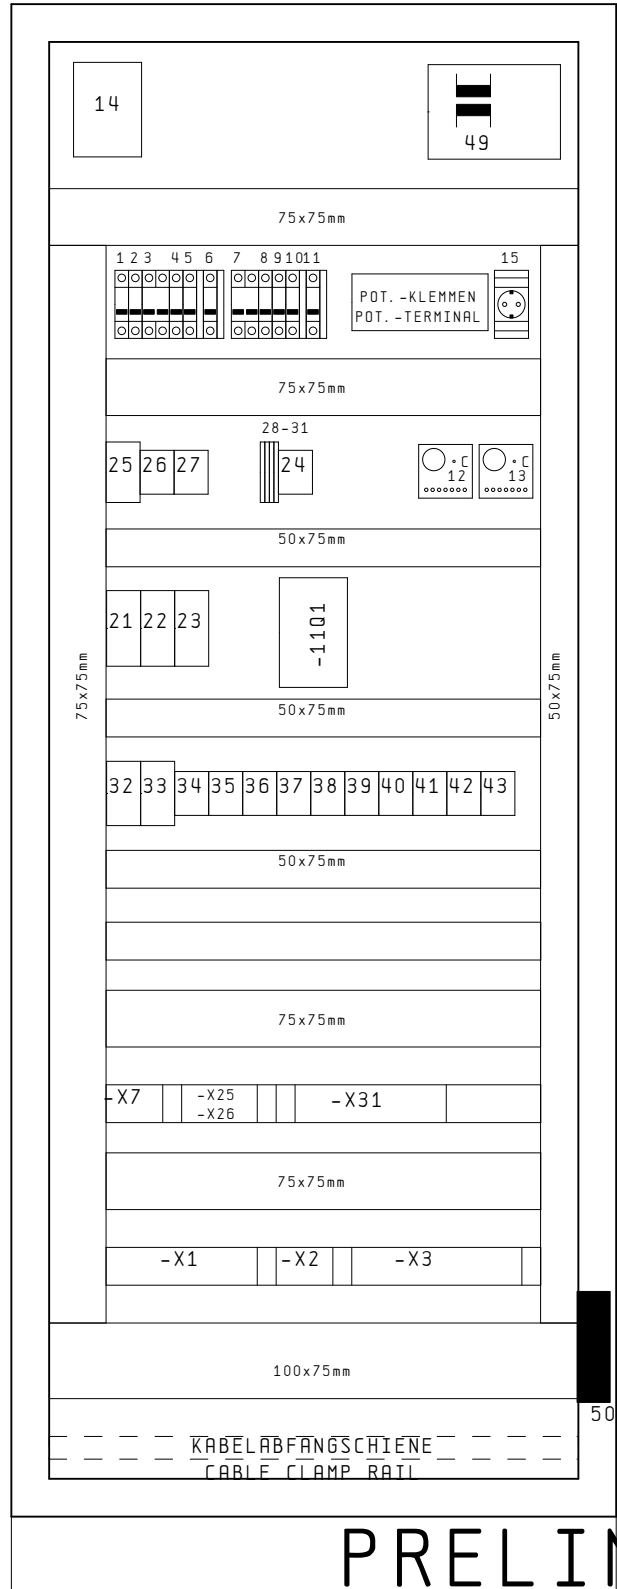 14
49
75x75mm
1 2 3 4 5 6 7 8 9 10 11 15
POT.-KLEMMEN
POT.-TERMINAL
75x75mm
28-31
25 26 27 24 °C 12 °C 13
50x75mm
21 22 23 -11Q1
75x75mm
50x75mm
50x75mm
32 33 34 35 36 37 38 39 40 41 42 43
50x75mm
75x75mm
-X7 -X25 -X31
-X26
75x75mm
-X1 -X2 -X3
100x75mm
50
KABELABFANGSCHIENE
CABLE CLAMP RAIL